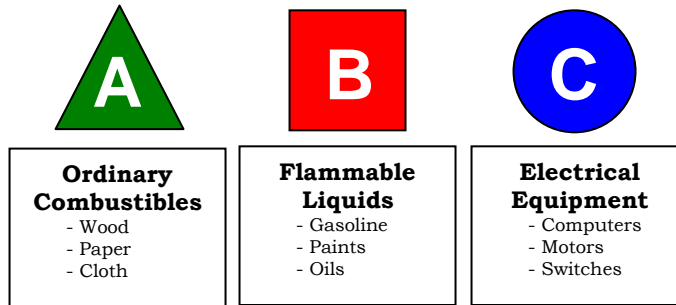 A
B
C
Ordinary
Combustibles
- Wood
- Paper
- Cloth
Flammable
Liquids
- Gasoline
- Paints
- Oils
Electrical
Equipment
- Computers
- Motors
- Switches